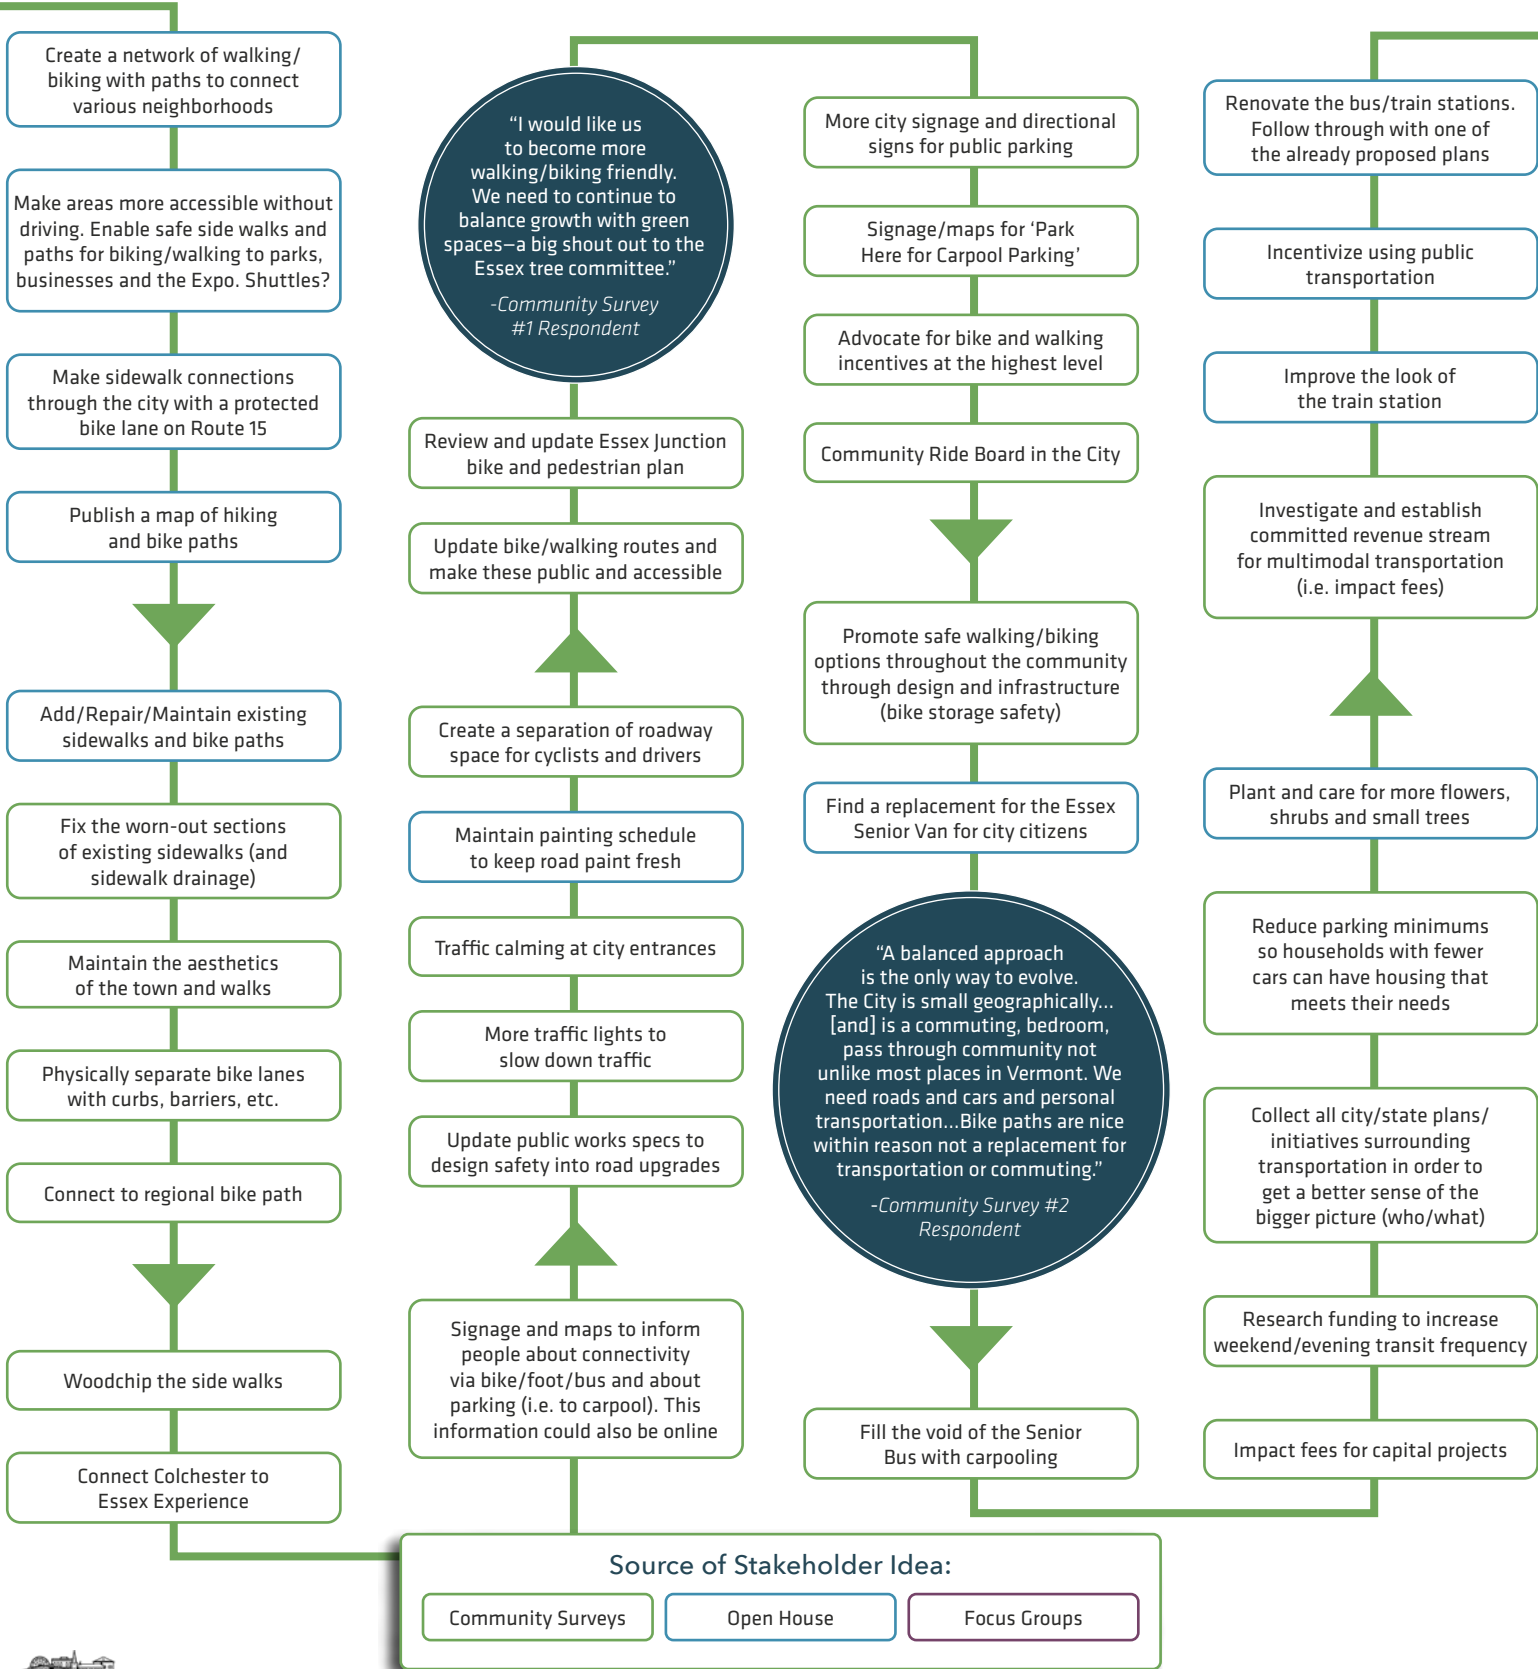 Create a network of walking/
biking with paths to connect
various neighborhoods
Make areas more accessible without
driving. Enable safe side walks and
paths for biking/walking to parks,
businesses and the Expo. Shuttles?
Make sidewalk connections
through the city with a protected
bike lane on Route 15
Publish a map of hiking
and bike paths
Add/Repair/Maintain existing
sidewalks and bike paths
Fix the worn-out sections
of existing sidewalks (and
sidewalk drainage)
Maintain the aesthetics
of the town and walks
Physically separate bike lanes
with curbs, barriers, etc.
Connect to regional bike path
Woodchip the side walks
Connect Colchester to
Essex Experience
“I would like us
to become more
walking/biking friendly.
We need to continue to
balance growth with green
spaces—a big shout out to the
Essex tree committee.”
-Community Survey
#1 Respondent
Review and update Essex Junction
bike and pedestrian plan
Update bike/walking routes and
make these public and accessible
Create a separation of roadway
space for cyclists and drivers
Maintain painting schedule
to keep road paint fresh
Traffic calming at city entrances
More traffic lights to
slow down traffic
Update public works specs to
design safety into road upgrades
Signage and maps to inform
people about connectivity
via bike/foot/bus and about
parking (i.e. to carpool). This
information could also be online
More city signage and directional
signs for public parking
Signage/maps for ‘Park
Here for Carpool Parking’
Advocate for bike and walking
incentives at the highest level
Community Ride Board in the City
Promote safe walking/biking
options throughout the community
through design and infrastructure
(bike storage safety)
Find a replacement for the Essex
Senior Van for city citizens
“A balanced approach
is the only way to evolve.
The City is small geographically...
[and] is a commuting, bedroom,
pass through community not
unlike most places in Vermont. We
need roads and cars and personal
transportation...Bike paths are nice
within reason not a replacement for
transportation or commuting.”
-Community Survey #2
Respondent
Fill the void of the Senior
Bus with carpooling
Renovate the bus/train stations.
Follow through with one of
the already proposed plans
Incentivize using public
transportation
Improve the look of
the train station
Investigate and establish
committed revenue stream
for multimodal transportation
(i.e. impact fees)
Plant and care for more flowers,
shrubs and small trees
Reduce parking minimums
so households with fewer
cars can have housing that
meets their needs
Collect all city/state plans/
initiatives surrounding
transportation in order to
get a better sense of the
bigger picture (who/what)
Research funding to increase
weekend/evening transit frequency
Impact fees for capital projects
Source of Stakeholder Idea:
Community Surveys
Open House
Focus Groups